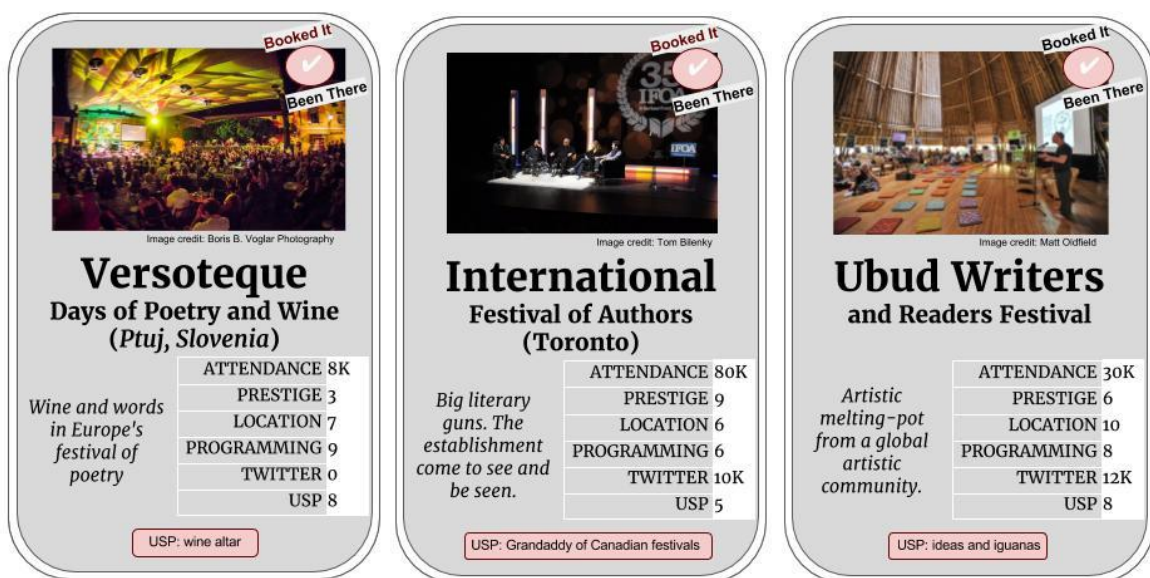 Booked It
Been There
Image credit: Boris B. Voglar Photography
Versoteque
Days of Poetry and Wine
(Ptuj, Slovenia)
Wine and words
in Europe's
festival of
poetry
ATTENDANCE 8K
PRESTIGE 3
LOCATION 7
PROGRAMMING 9
TWITTER 0
USP 8
USP: wine altar
Booked It
Been There
35
IFOA
IFOA
Image credit: Tom Bilenky
International
Festival of Authors
(Toronto)
Big literary
guns. The
establishment
come to see and
be seen.
ATTENDANCE 80K
PRESTIGE 9
LOCATION 6
PROGRAMMING 6
TWITTER 10K
USP 5
USP: Grandaddy of Canadian festivals
Booked It
Been There
Image credit: Matt Oldfield
Ubud Writers
and Readers Festival
Artistic
melting-pot
from a global
artistic
community.
ATTENDANCE 30K
PRESTIGE 6
LOCATION 10
PROGRAMMING 8
TWITTER 12K
USP 8
USP: ideas and iguanas